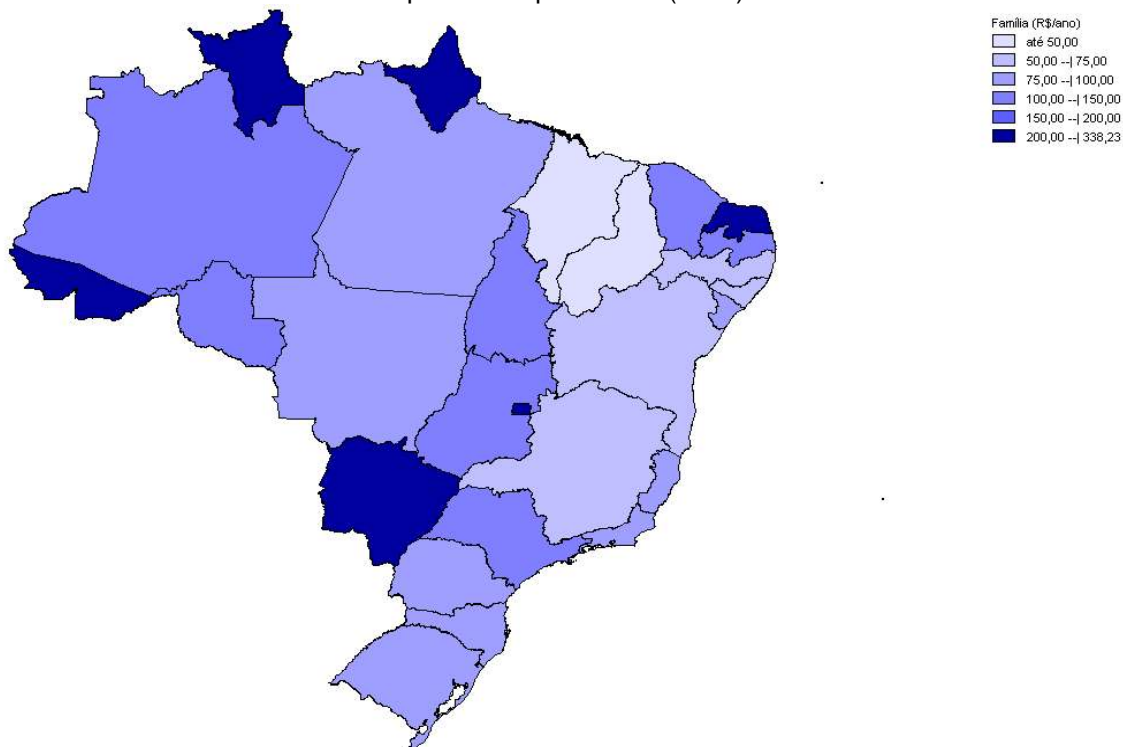 Família (R$/ano)
até 50,00
50,00 --| 75,00
75,00 --| 100,00
100,00 --| 150,00
150,00 --| 200,00
200,00 --| 338,23